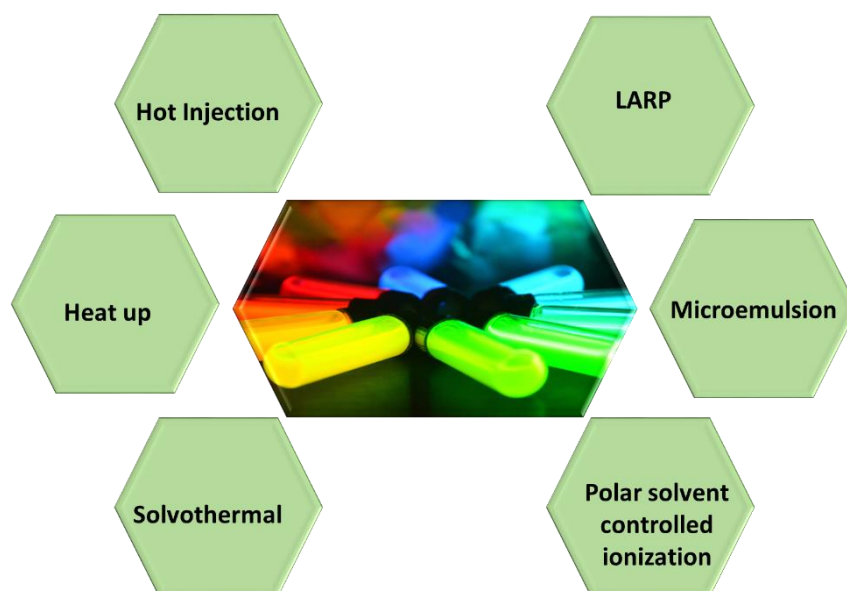 Hot Injection
LARP
Heat up
Microemulsion
Solvothermal
Polar solvent
controlled
ionization